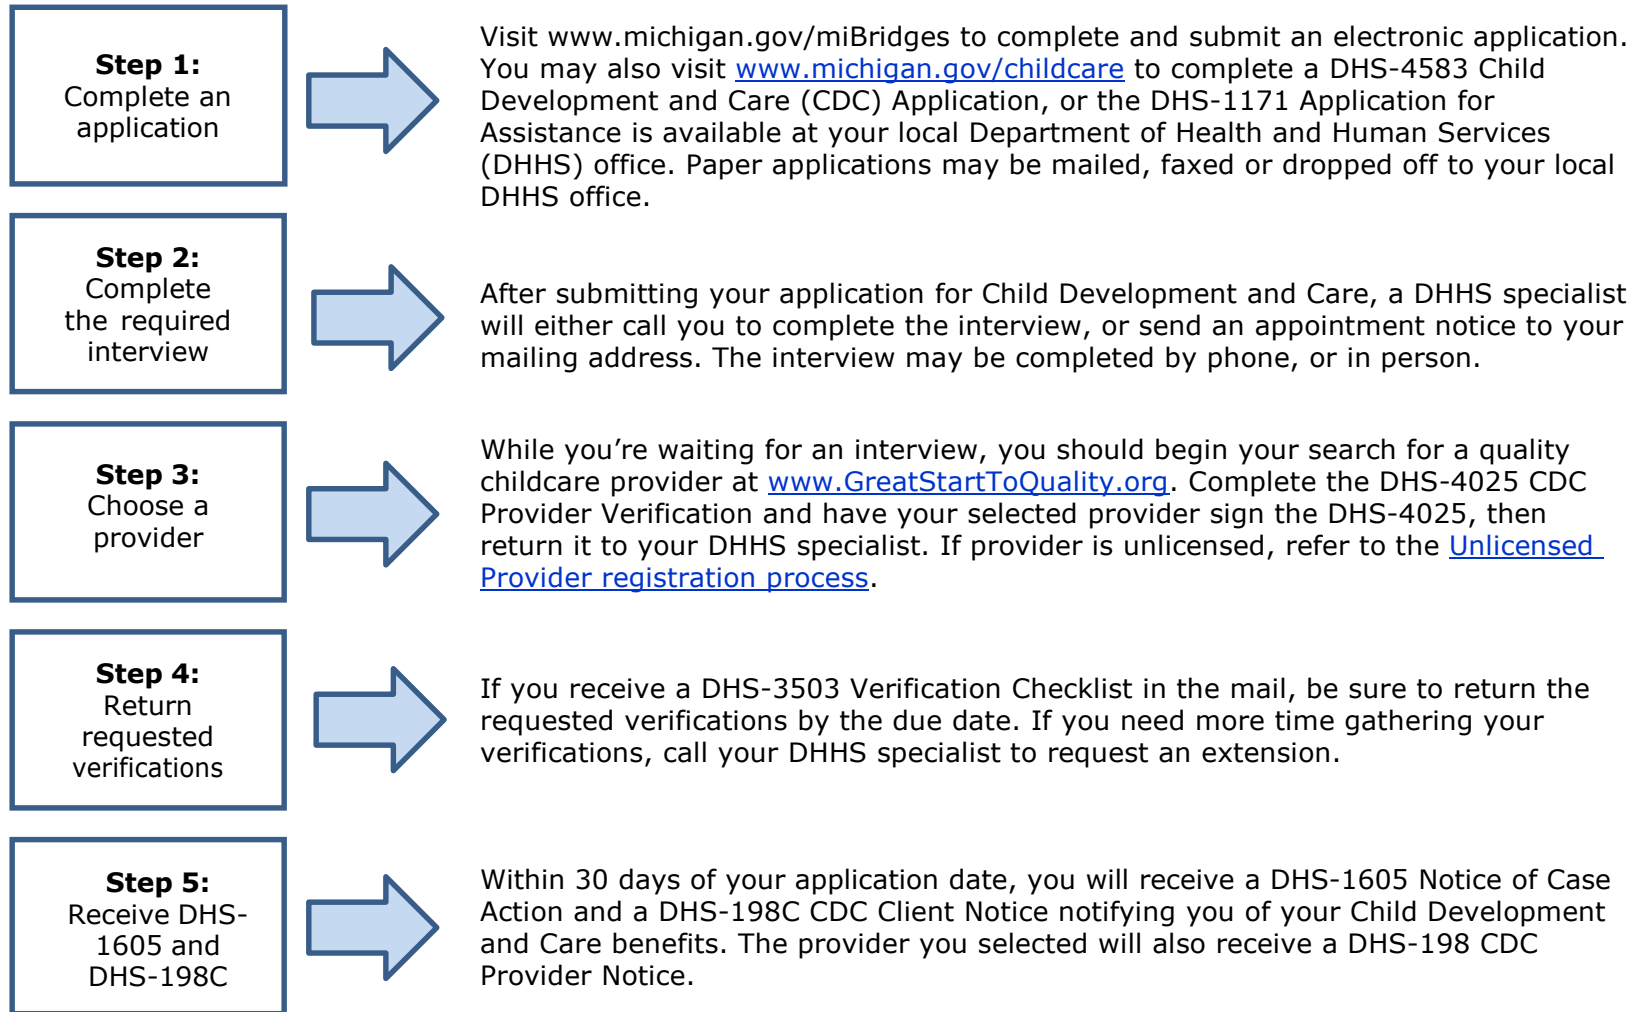 Step 1:
Complete an
application
Visit www.michigan.gov/miBridges to complete and submit an electronic application.
You may also visit www.michigan.gov/childcare to complete a DHS-4583 Child
Development and Care (CDC) Application, or the DHS-1171 Application for
Assistance is available at your local Department of Health and Human Services
(DHHS) office. Paper applications may be mailed, faxed or dropped off to your local
DHHS office.
Step 2:
Complete
the required
interview
After submitting your application for Child Development and Care, a DHHS specialist
will either call you to complete the interview, or send an appointment notice to your
mailing address. The interview may be completed by phone, or in person.
Step 3:
Choose a
provider
While you’re waiting for an interview, you should begin your search for a quality
childcare provider at www.GreatStartToQuality.org. Complete the DHS-4025 CDC
Provider Verification and have your selected provider sign the DHS-4025, then
return it to your DHHS specialist. If provider is unlicensed, refer to the Unlicensed
Provider registration process.
Step 4:
Return
requested
verifications
If you receive a DHS-3503 Verification Checklist in the mail, be sure to return the
requested verifications by the due date. If you need more time gathering your
verifications, call your DHHS specialist to request an extension.
Step 5:
Receive DHS-
1605 and
DHS-198C
Within 30 days of your application date, you will receive a DHS-1605 Notice of Case
Action and a DHS-198C CDC Client Notice notifying you of your Child Development
and Care benefits. The provider you selected will also receive a DHS-198 CDC
Provider Notice.